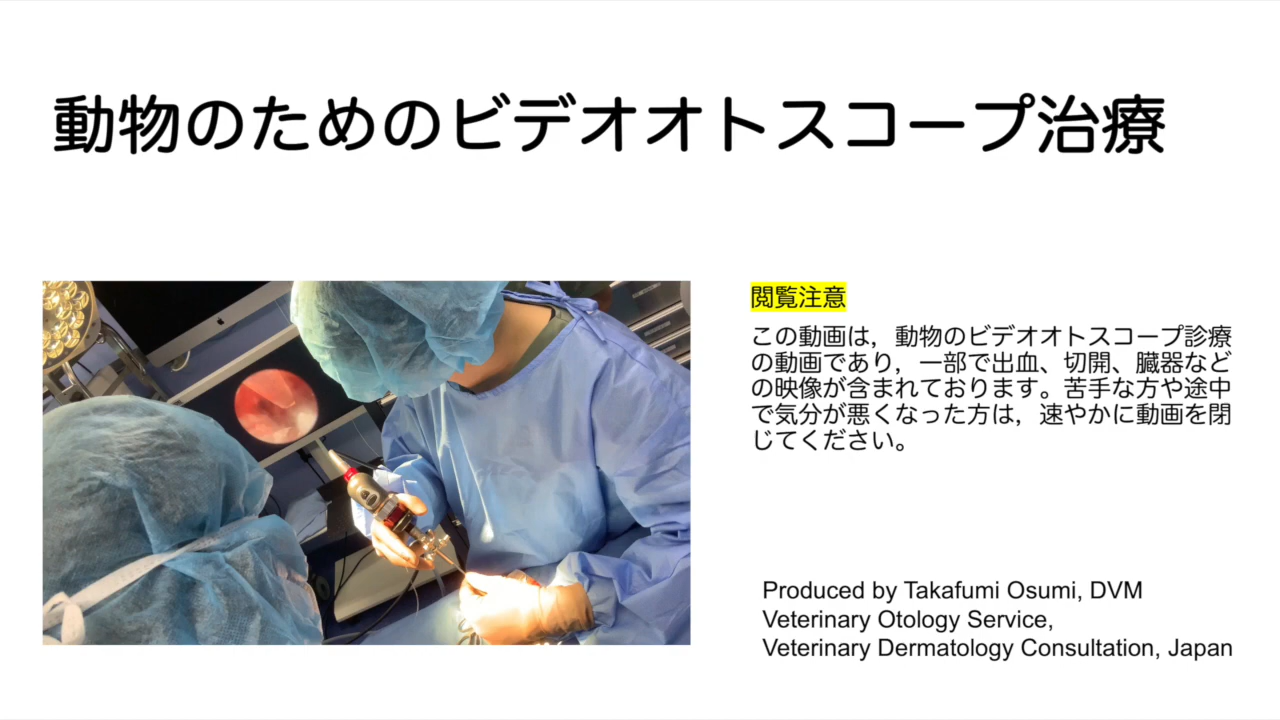 動物のためのビデオオトスコープ治療
閲覧注意
この動画は，動物のビデオオトスコープ診療
の動画であり，一部で出血、切開、臓器など
の映像が含まれております。苦手な方や途中
で気分が悪くなった方は，速やかに動画を閉
じてください。
Produced by Takafumi Osumi, DVM
Veterinary Otology Service,
Veterinary Dermatology Consultation, Japan